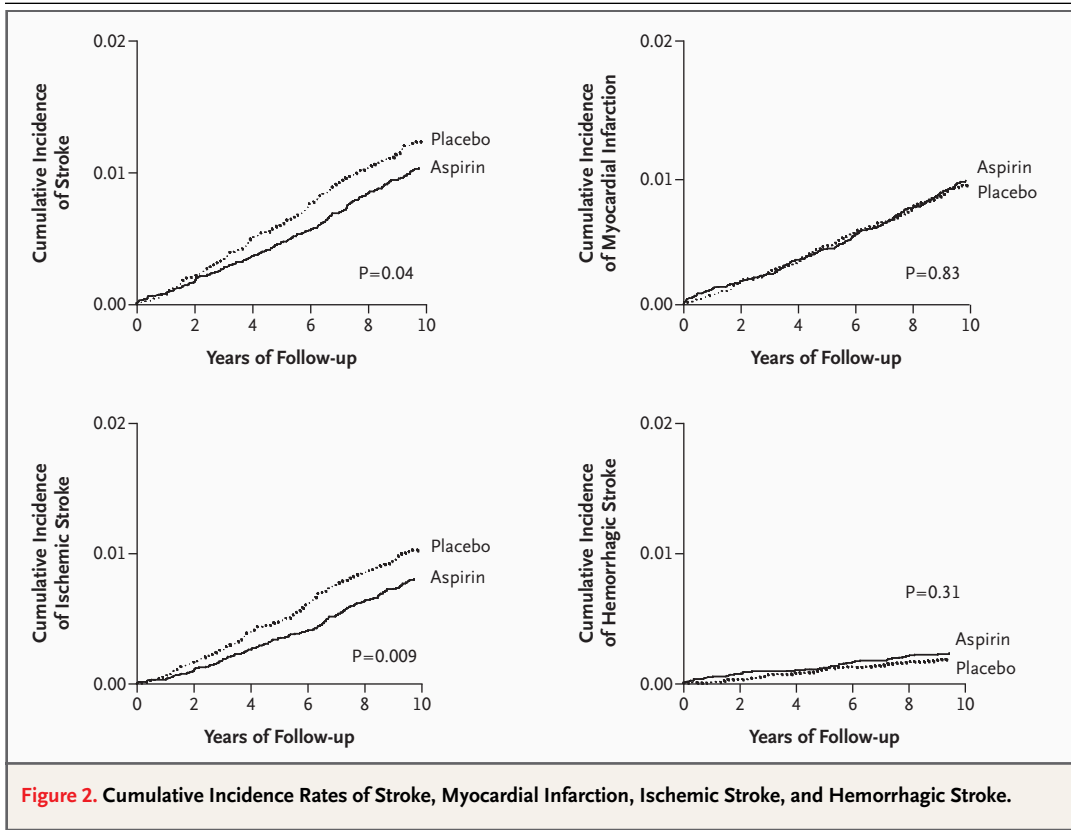 Cumulative Incidence
of Stroke
0.02
0.01
0.00
Placebo
Aspirin
P=0.04
0 2 4 6 8 10
Years of Follow-up
Cumulative Incidence
of Myocardial Infarction
0.02
0.01
0.00
Aspirin
Placebo
P=0.83
0 2 4 6 8 10
Years of Follow-up
Cumulative Incidence
of Ischemic Stroke
0.02
0.01
0.00
Placebo
Aspirin
P=0.009
0 2 4 6 8 10
Years of Follow-up
Cumulative Incidence
of Hemorrhagic Stroke
0.02
0.01
0.00
P=0.31
Aspirin
Placebo
0 2 4 6 8 10
Years of Follow-up
Figure 2. Cumulative Incidence Rates of Stroke, Myocardial Infarction, Ischemic Stroke, and Hemorrhagic Stroke.